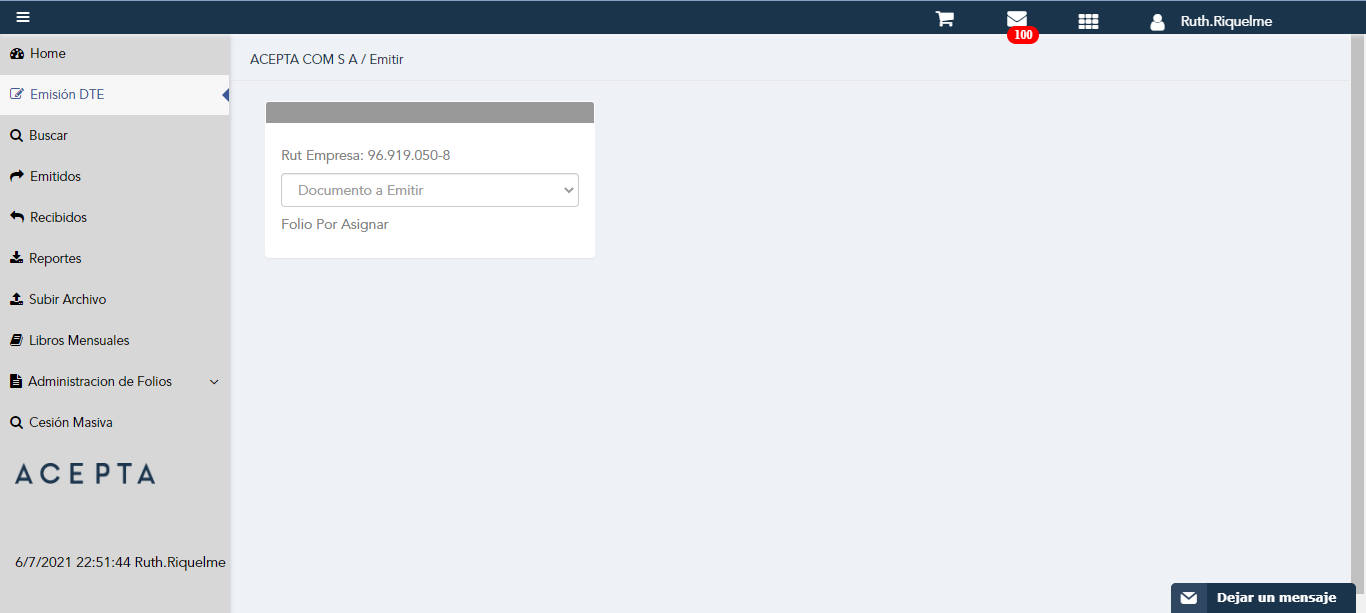 Ruth.Riquelme
100
Home
ACEPTA COM S A / Emitir
Emisión DTE
Buscar
Emitidos
Recibidos
Reportes
Subir Archivo
Libros Mensuales
Administracion de Folios
Cesión Masiva
ACEPTA
6/7/2021 22:51:44 Ruth.Riquelme
Rut Empresa: 96.919.050-8
Documento a Emitir
Folio Por Asignar
Dejar un mensaje